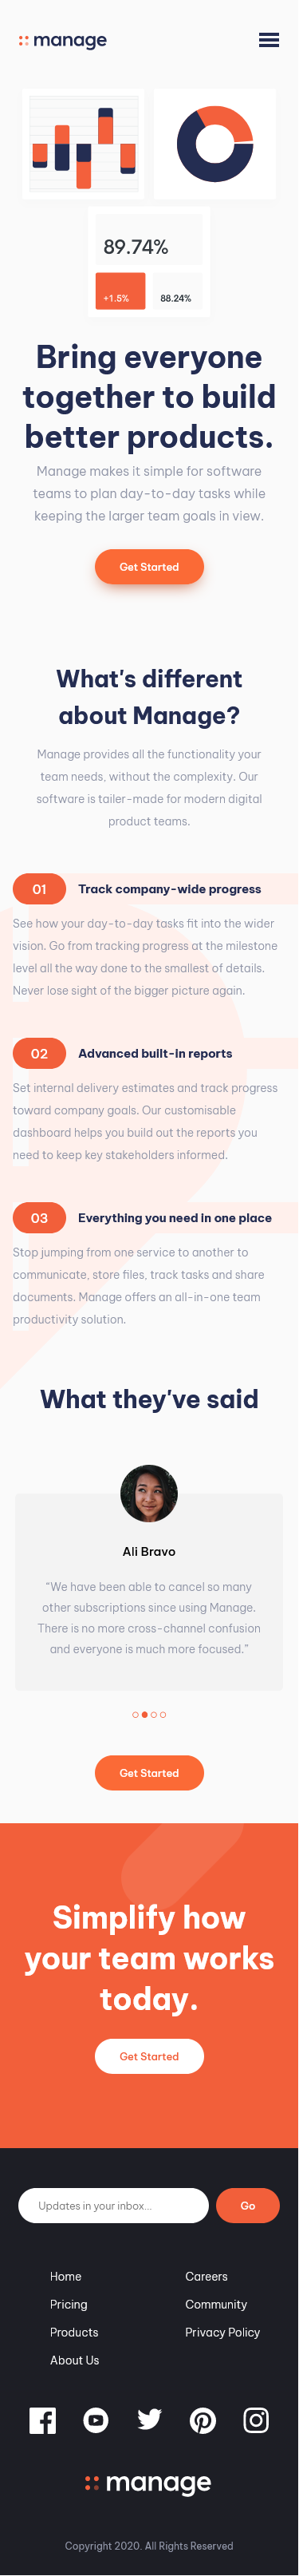 manage
89.74%
+1.5% 88.24%
Bring everyone
together to build
better products.
Manage makes it simple for software
teams to plan day-to-day tasks while
keeping the larger team goals in view.
Get Started
What's different
about Manage?
Manage provides all the functionality your
team needs, without the complexity. Our
software is tailer-made for modern digital
product teams.
01 Track company-wide progress
See how your day-to-day tasks fit into the wider
vision. Go from tracking progress at the milestone
level all the way done to the smallest of details.
Never lose sight of the bigger picture again.
02 Advanced built-in reports
Set internal delivery estimates and track progress
toward company goals. Our customisable
dashboard helps you build out the reports you
need to keep key stakeholders informed.
03 Everything you need in one place
Stop jumping from one service to another to
communicate, store files, track tasks and share
documents. Manage offers an all-in-one team
productivity solution.
What they've said
Ali Bravo
“We have been able to cancel so many
other subscriptions since using Manage.
There is no more cross-channel confusion
and everyone is much more focused.”
Get Started
Simplify how
your team works
today.
Get Started
Updates in your inbox... Go
Home Careers
Pricing Community
Products Privacy Policy
About Us
manage
Copyright 2020. All Rights Reserved